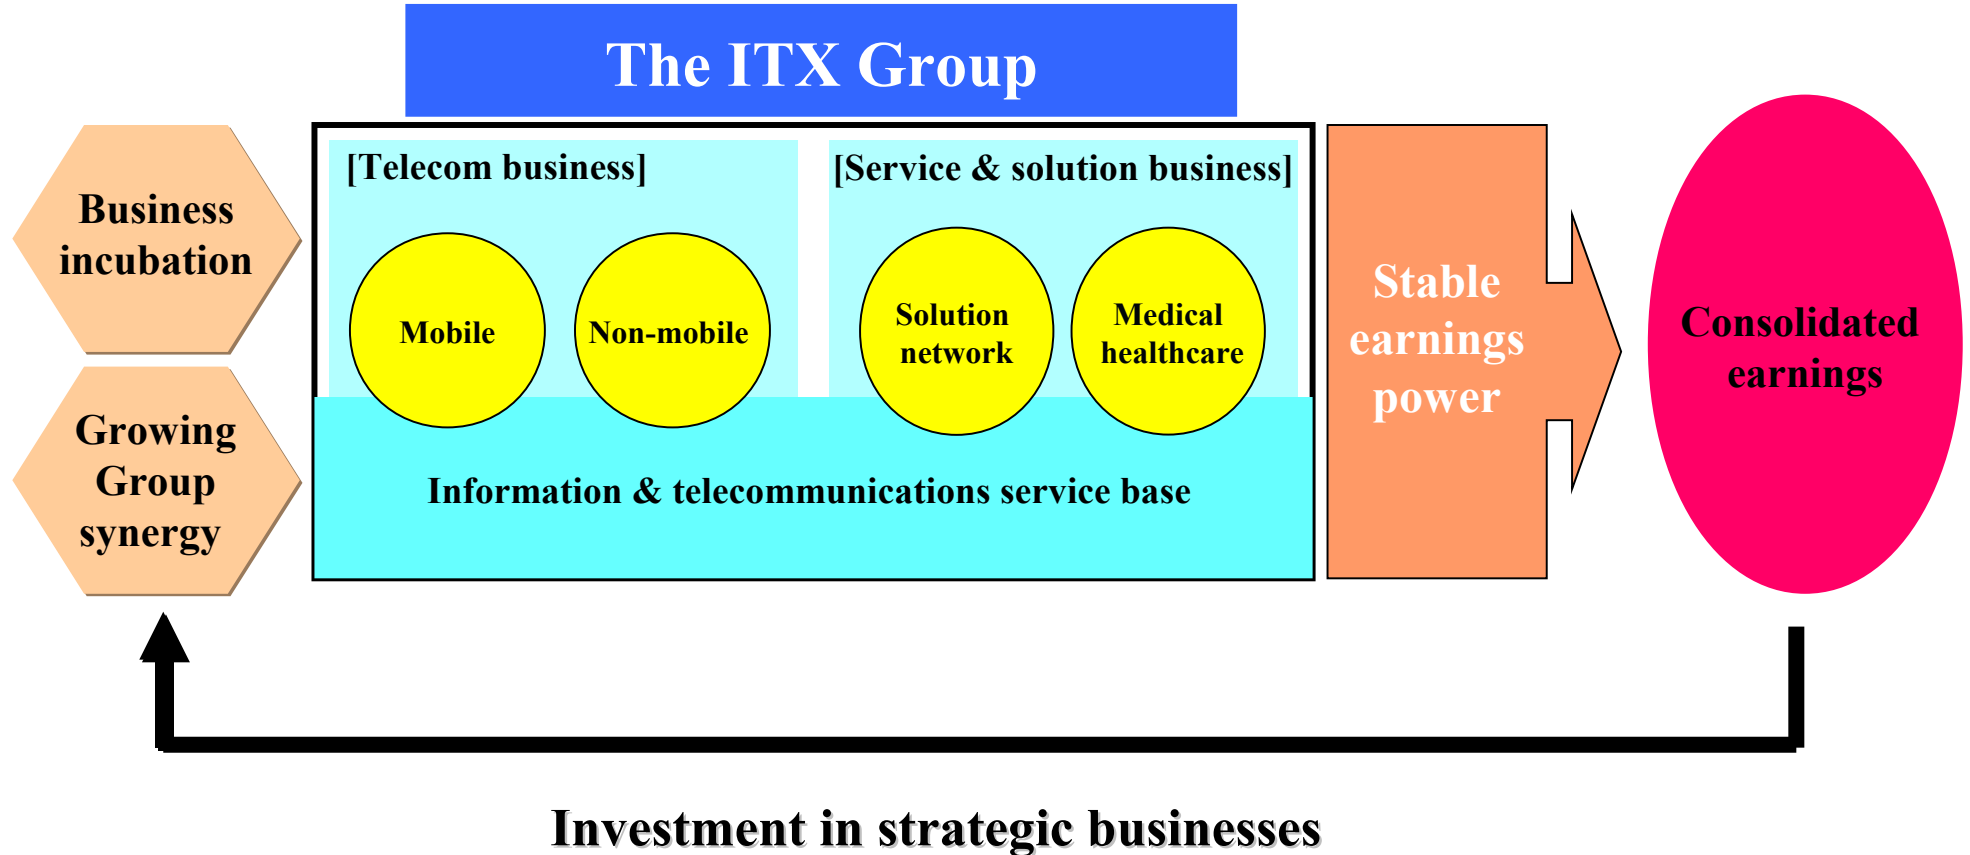 The ITX Group
Business
incubation
Growing
Group
synergy
[Telecom business]
Mobile
Non-mobile
[Service & solution business]
Solution
network
Medical
healthcare
Information & telecommunications service base
Stable
earnings
power
Consolidated
earnings
Investment in strategic businesses